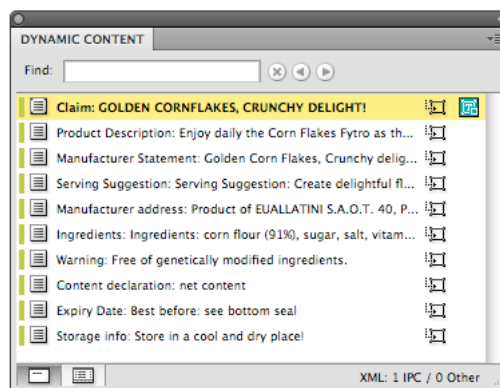 DYNAMIC CONTENT
Find:
Claim: GOLDEN CORNFLAKES, CRUNCHY DELIGHT!
Product Description: Enjoy daily the Corn Flakes Fytro as th...
Manufacturer Statement: Golden Corn Flakes, Crunchy delig...
Serving Suggestion: Serving Suggestion: Create delightful fl...
Manufacturer address: Product of EUALLATINI S.A.O.T. 40, P...
Ingredients: Ingredients: corn flour (91%), sugar, salt, vitam...
Warning: Free of genetically modified ingredients.
Content declaration: net content
Expiry Date: Best before: see bottom seal
Storage info: Store in a cool and dry place!
XML: 1 IPC / 0 Other